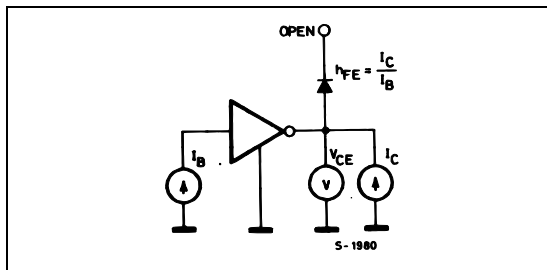 OPEN
hFE = IC
IB
IB
VCE
IC
V
S-1980